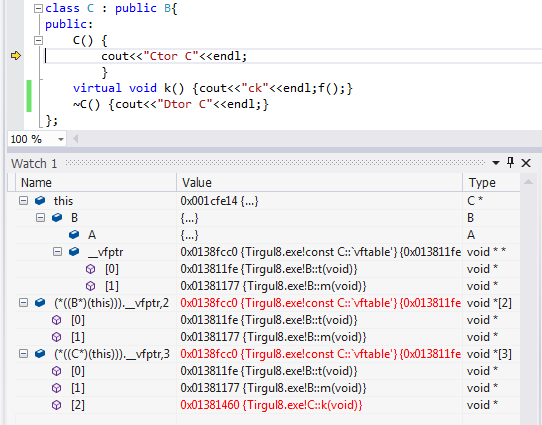 class C : public B{
public:
C() {
cout<<"Ctor C"<<endl;
}
virtual void k() {cout<<"ck"<<endl;f();}
~C() {cout<<"Dtor C"<<endl;}
};
100 %
Watch 1
Name Value Type
this 0x001cfe14 {...} C *
B {...} B
A {...} A
__vfptr 0x0138fcc0 {Tirgul8.exe!const C::`vftable'} {0x013811fe void * *
[0] 0x013811fe {Tirgul8.exe!B::t(void)} void *
[1] 0x01381177 {Tirgul8.exe!B::m(void)} void *
(*((B*)(this))).__vfptr,2 0x0138fcc0 {Tirgul8.exe!const C::`vftable'} {0x013811fe void *[2]
[0] 0x013811fe {Tirgul8.exe!B::t(void)} void *
[1] 0x01381177 {Tirgul8.exe!B::m(void)} void *
(*((C*)(this))).__vfptr,3 0x0138fcc0 {Tirgul8.exe!const C::`vftable'} {0x013811fe void *[3]
[0] 0x013811fe {Tirgul8.exe!B::t(void)} void *
[1] 0x01381177 {Tirgul8.exe!B::m(void)} void *
[2] 0x01381460 {Tirgul8.exe!C::k(void)} void *